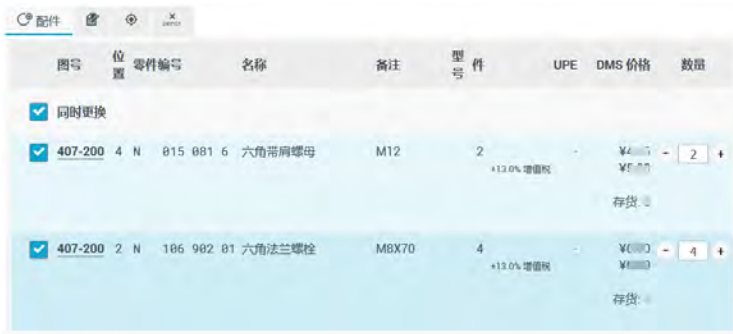 配件
图号 位置 零件编号 名称 备注 型号 件 UPE DMS 价格 数量
同时更换
407-200 4 N 015 081 6 六角带肩螺母 M12 2 - - 2 +
+13.0% 增值税
存货:
407-200 2 N 106 902 01 六角法兰螺栓 M8X70 4 - - 4 +
+13.0% 增值税
存货: